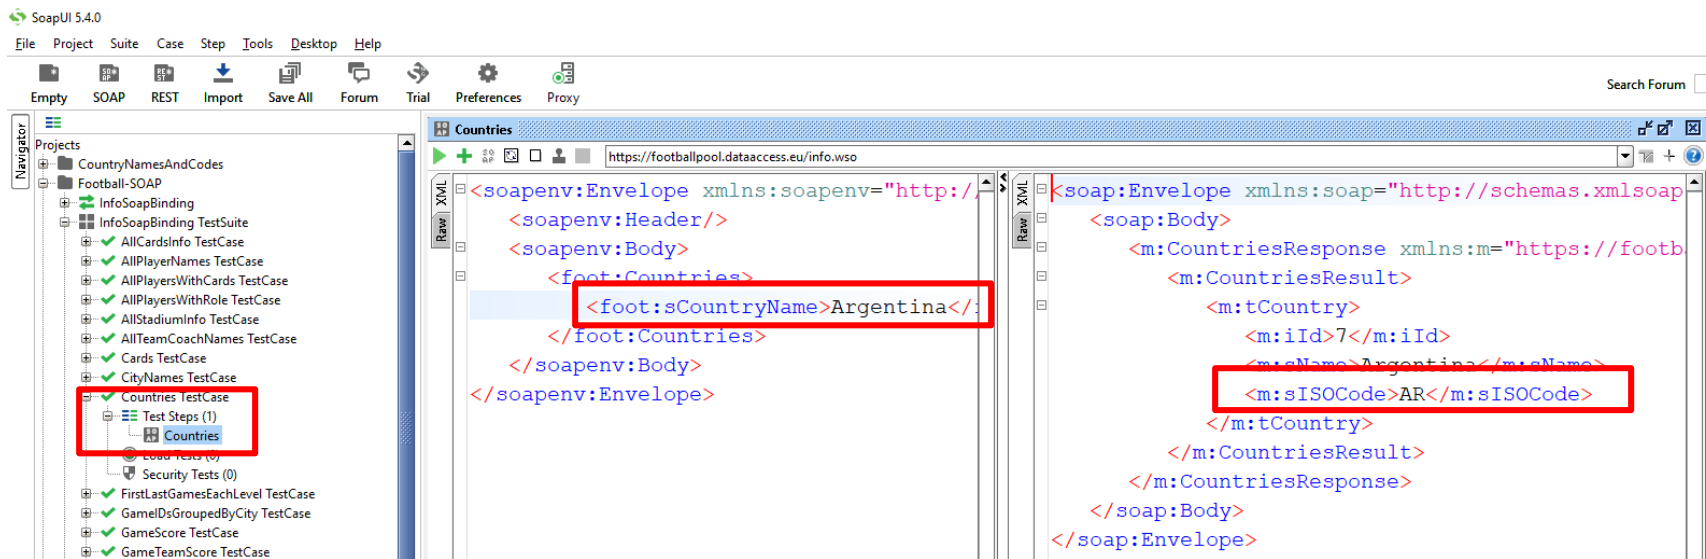 SoapUI 5.4.0
File Project Suite Case Step Tools Desktop Help
Empty SOAP REST Import Save All Forum Trial Preferences Proxy
Search Forum
Navigator
Projects
CountryNamesAndCodes
Football-SOAP
InfoSoapBinding
InfoSoapBinding TestSuite
AllCardsInfo TestCase
AllPlayerNames TestCase
AllPlayersWithCards TestCase
AllPlayersWithRole TestCase
AllStadiumInfo TestCase
AllTeamCoachNames TestCase
Cards TestCase
CityNames TestCase
Countries TestCase
Test Steps (1)
Countries
Load Tests (0)
Security Tests (0)
FirstLastGamesEachLevel TestCase
GameIDsGroupedByCity TestCase
GameScore TestCase
GameTeamScore TestCase
Countries
https://footballpool.dataaccess.eu/info.wso
XML
Raw
<soapenv:Envelope xmlns:soapenv="http:/
<soapenv:Header/>
<soapenv:Body>
<foot:Countries>
<foot:sCountryName>Argentina</
</foot:Countries>
</soapenv:Body>
</soapenv:Envelope>
XML
Raw
<soap:Envelope xmlns:soap="http://schemas.xmlsoap
<soap:Body>
<m:CountriesResponse xmlns:m="https://footb
<m:CountriesResult>
<m:tCountry>
<m:iId>7</m:iId>
<m:sName>Argentina</m:sName>
<m:sISOCode>AR</m:sISOCode>
</m:tCountry>
</m:CountriesResult>
</m:CountriesResponse>
</soap:Body>
</soap:Envelope>